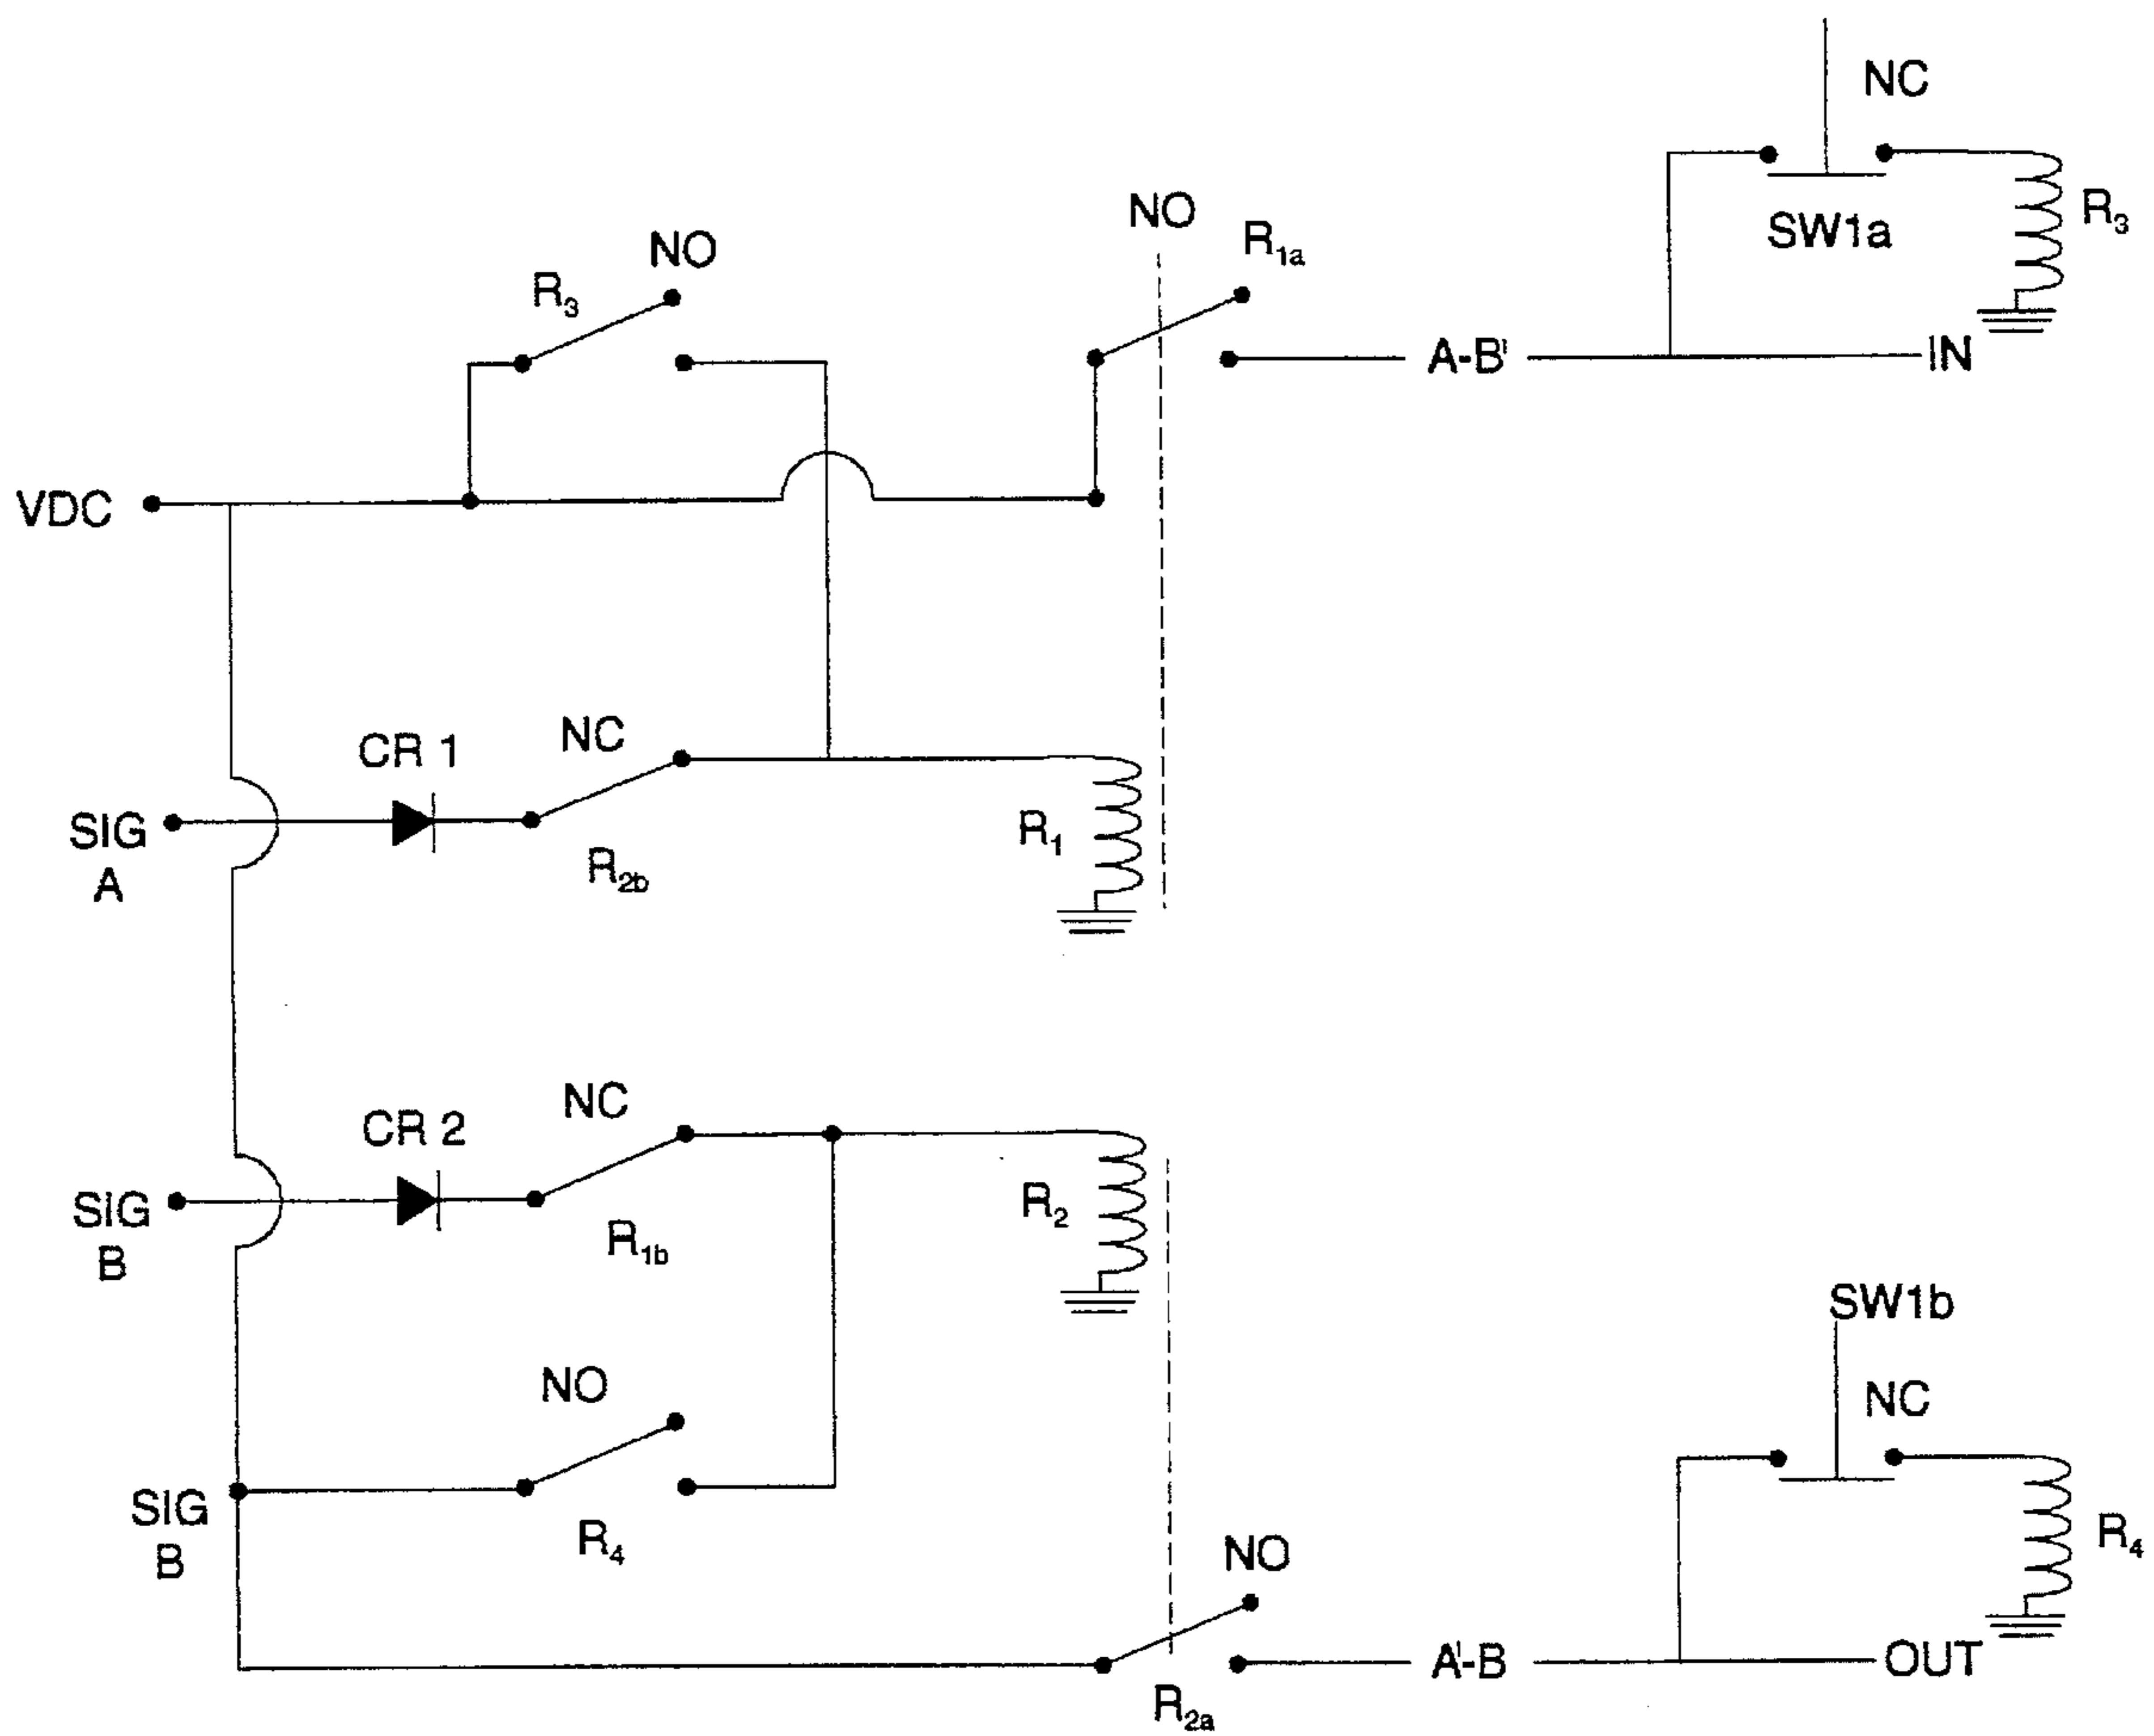 NC
SW1a
R3
NO
R3
NO
R1a
A-B'
IN
VDC
CR 1
NC
SIG
A
R2b
R1
CR 2
NC
SIG
B
R1b
R2
SW1b
NO
NC
SIG
B
R4
NO
R4
A'-B
OUT
R2a